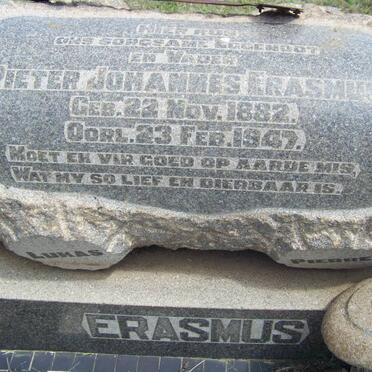 HIER RUS
ONS SORGSAME EGGENOOT
EN VADER
PIETER JOHANNES ERASMUS
GEB. 22 NOV. 1882.
OORL. 23 FEB. 1947.
MOET EK VIR GOED OP AARDE MIS,
WAT MY SO LIEF EN DIERBAAR IS.
LUKAS
PIERRE
ERASMUS